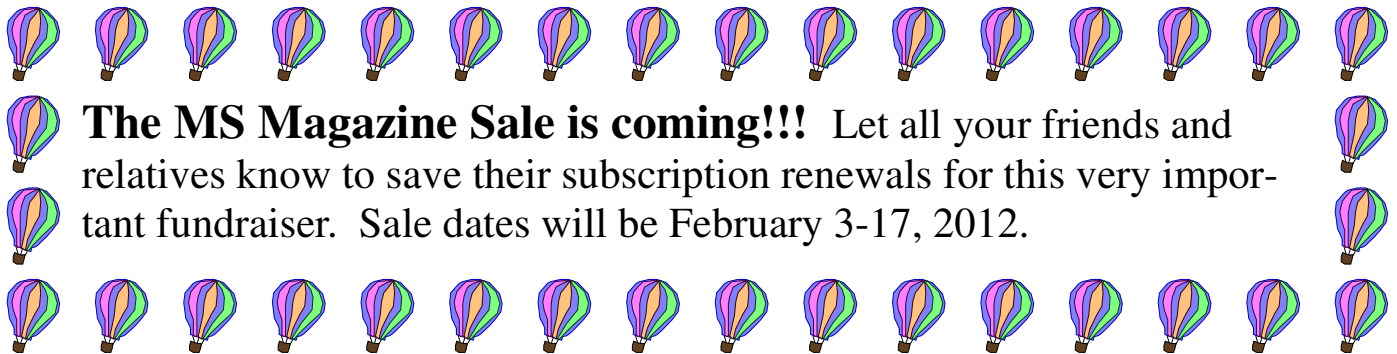 The MS Magazine Sale is coming!!!  Let all your friends and
relatives know to save their subscription renewals for this very impor-
tant fundraiser.  Sale dates will be February 3-17, 2012.